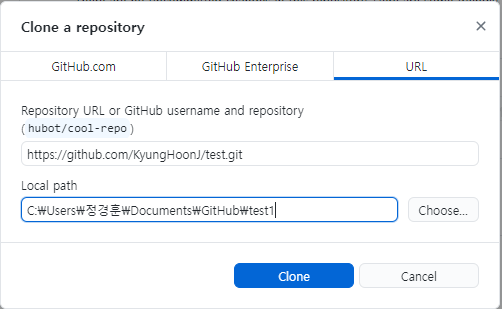 Clone a repository
GitHub.com
GitHub Enterprise
URL
Repository URL or GitHub username and repository
(hubot/cool-repo)
https://github.com/KyungHoonJ/test.git
Local path
C:₩Users₩정경훈₩Documents₩GitHub₩test1
Choose...
Clone
Cancel